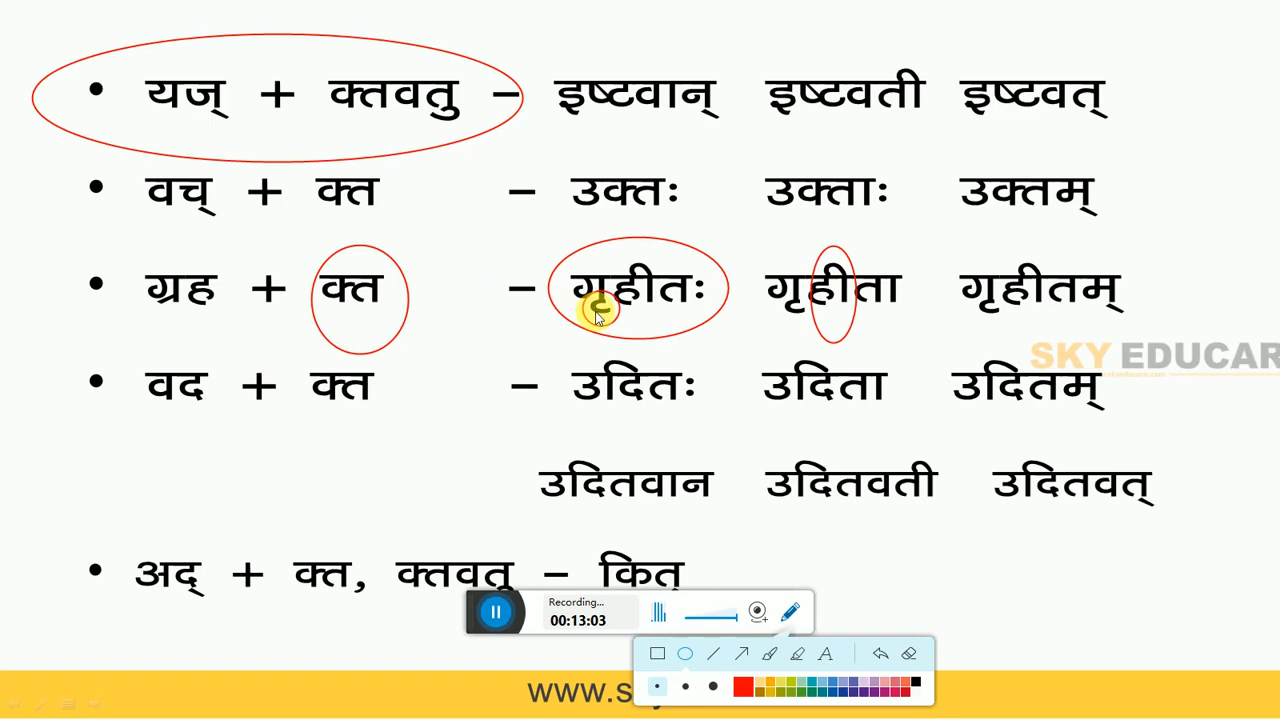 • यज् + क्तवतु – इष्टवान् इष्टवती इष्टवत्
• वच् + क्त – उक्तः उक्ताः उक्तम्
• ग्रह + क्त – गृहीतः गृहीता गृहीतम्
SKY EDUCAR
• वद + क्त – उदितः उदिता उदितम्
उदितवान उदितवती उदितवत्
• अद् + क्त, क्तवतु – कित्
Recording...
00:13:03
A
www.s